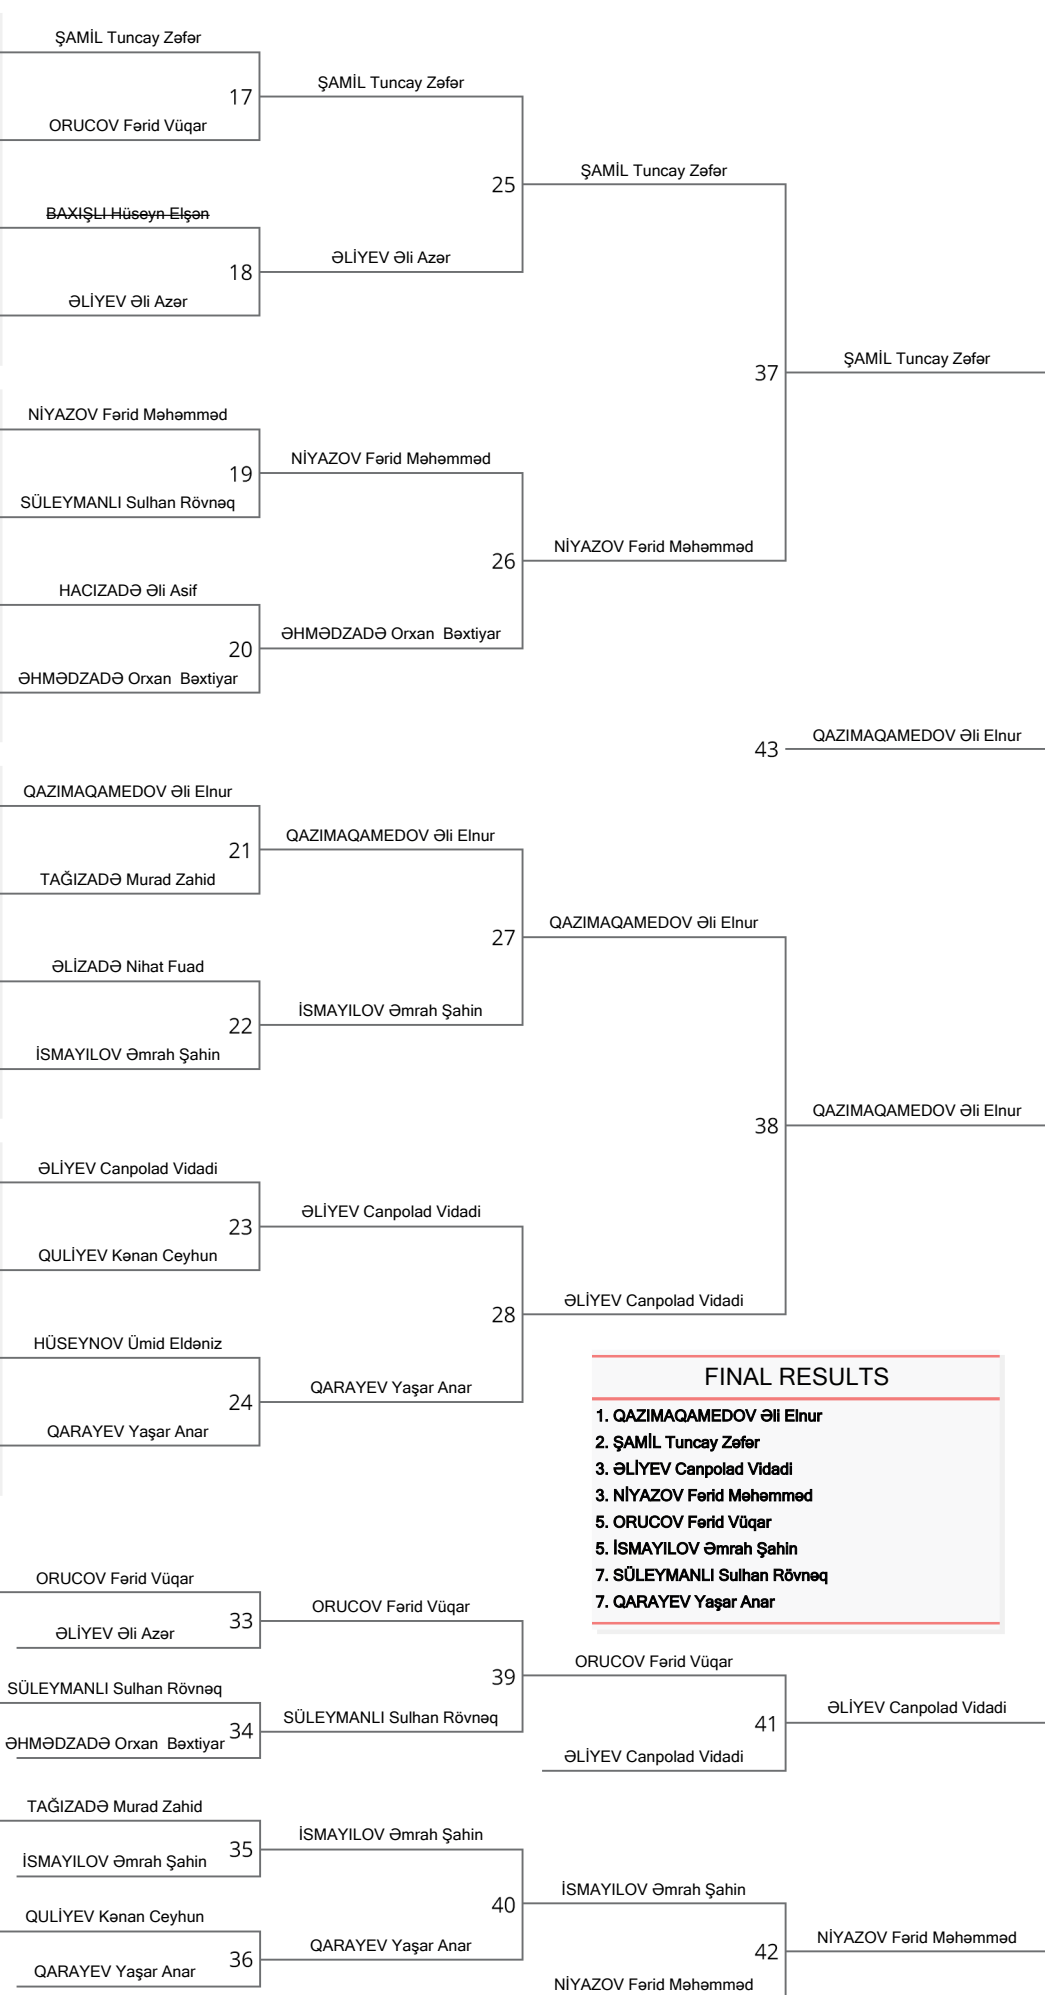 ŞAMİL Tuncay Zəfər
17
ŞAMİL Tuncay Zəfər
ORUCOV Fərid Vüqar
25
ŞAMİL Tuncay Zəfər
BAXIŞLI Hüseyn Elşən
18
ƏLİYEV Əli Azər
ƏLİYEV Əli Azər
37
ŞAMİL Tuncay Zəfər
NİYAZOV Fərid Məhəmməd
19
NİYAZOV Fərid Məhəmməd
SÜLEYMANLI Sulhan Rövnəq
26
NİYAZOV Fərid Məhəmməd
HACIZADƏ Əli Asif
20
ƏHMƏDZADƏ Orxan  Bəxtiyar
ƏHMƏDZADƏ Orxan  Bəxtiyar
43
QAZIMAQAMEDOV Əli Elnur
QAZIMAQAMEDOV Əli Elnur
21
QAZIMAQAMEDOV Əli Elnur
TAĞIZADƏ Murad Zahid
27
QAZIMAQAMEDOV Əli Elnur
ƏLİZADƏ Nihat Fuad
22
İSMAYILOV Əmrah Şahin
İSMAYILOV Əmrah Şahin
38
QAZIMAQAMEDOV Əli Elnur
ƏLİYEV Canpolad Vidadi
23
ƏLİYEV Canpolad Vidadi
QULİYEV Kənan Ceyhun
28
ƏLİYEV Canpolad Vidadi
HÜSEYNOV Ümid Eldəniz
24
QARAYEV Yaşar Anar
QARAYEV Yaşar Anar
FINAL RESULTS
1. QAZIMAQAMEDOV Əli Elnur
2. ŞAMİL Tuncay Zəfər
3. ƏLİYEV Canpolad Vidadi
3. NİYAZOV Fərid Məhəmməd
5. ORUCOV Fərid Vüqar
5. İSMAYILOV Əmrah Şahin
7. SÜLEYMANLI Sulhan Rövnəq
7. QARAYEV Yaşar Anar
ORUCOV Fərid Vüqar
33
ORUCOV Fərid Vüqar
ƏLİYEV Əli Azər
39
ORUCOV Fərid Vüqar
SÜLEYMANLI Sulhan Rövnəq
34
SÜLEYMANLI Sulhan Rövnəq
ƏHMƏDZADƏ Orxan  Bəxtiyar
41
ƏLİYEV Canpolad Vidadi
ƏLİYEV Canpolad Vidadi
TAĞIZADƏ Murad Zahid
35
İSMAYILOV Əmrah Şahin
İSMAYILOV Əmrah Şahin
40
İSMAYILOV Əmrah Şahin
QULİYEV Kənan Ceyhun
36
QARAYEV Yaşar Anar
QARAYEV Yaşar Anar
42
NİYAZOV Fərid Məhəmməd
NİYAZOV Fərid Məhəmməd